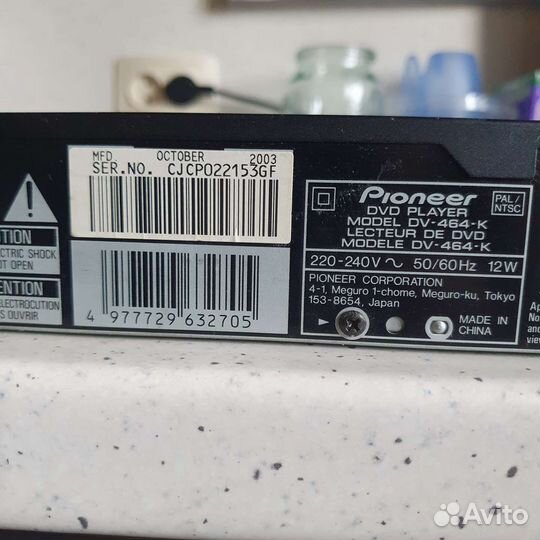 MFD OCTOBER 2003
SER.NO. CJCP022153GF
4 977729 632705
Pioneer
DVD PLAYER
MODEL DV-464-K
LECTEUR DE DVD
MODELE DV-464-K
PAL/
NTSC
220-240V ~ 50/60Hz 12W
PIONEER CORPORATION
4-1, Meguro 1-chome, Meguro-ku, Tokyo
153-8654, Japan
MADE IN
CHINA
OT OPEN
OUVRIR
Avito